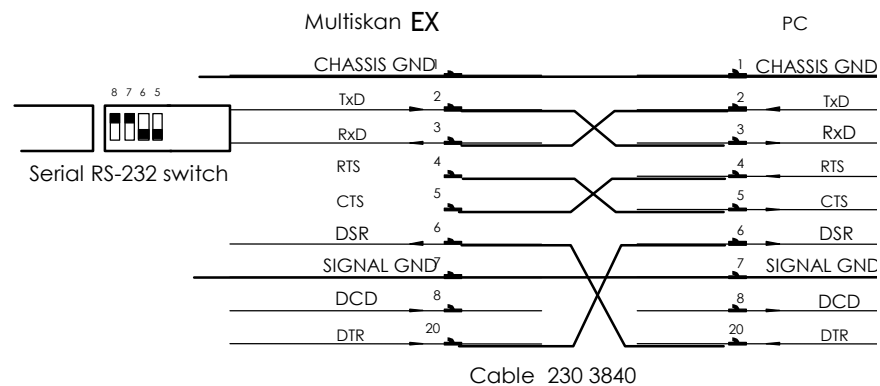 Multiskan EX PC
CHASSIS GND 1 1 CHASSIS GND
8 7 6 5
TxD 2 2 TxD
RxD 3 3 RxD
Serial RS-232 switch
RTS 4 4 RTS
CTS 5 5 CTS
DSR 6 6 DSR
SIGNAL GND 7 7 SIGNAL GND
DCD 8 8 DCD
DTR 20 20 DTR
Cable 230 3840